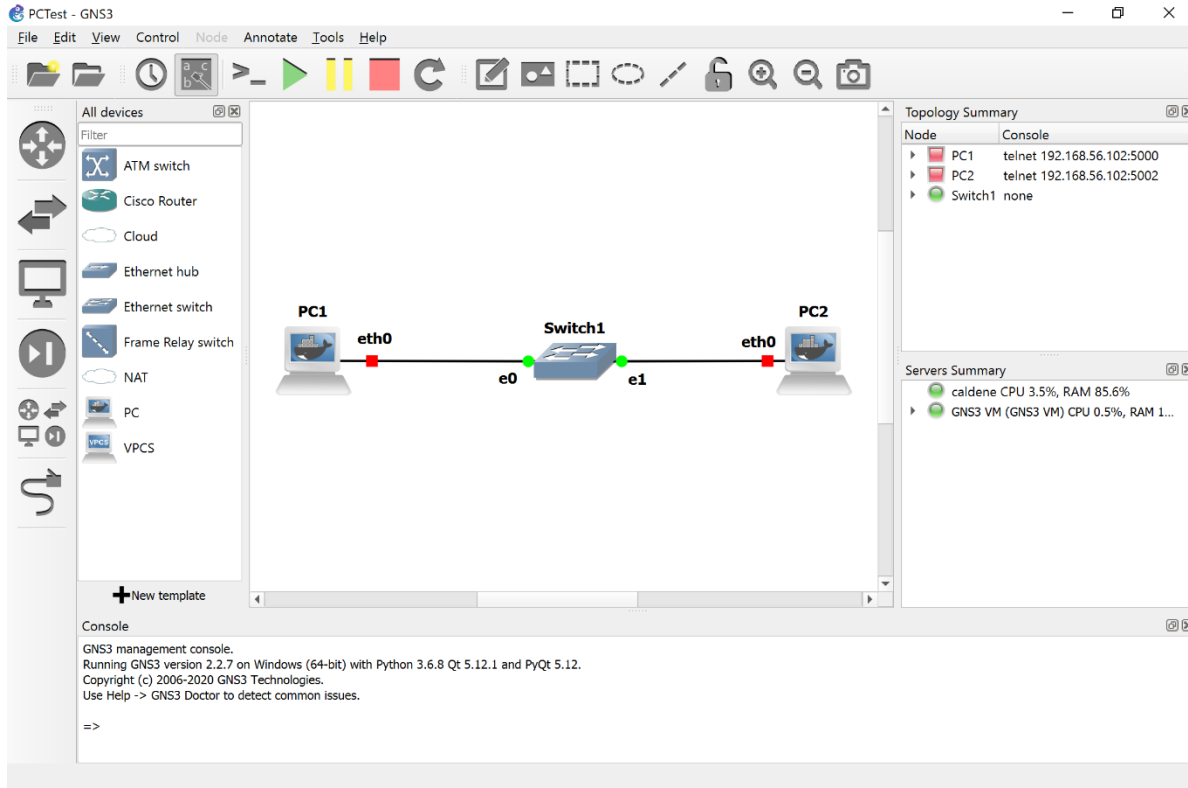 PCTest - GNS3
File Edit View Control Node Annotate Tools Help
a c
b
>_
All devices
Filter
ATM switch
Cisco Router
Cloud
Ethernet hub
Ethernet switch
Frame Relay switch
NAT
PC
VPCS
VPCS
New template
PC1
eth0
Switch1
e0
e1
eth0
PC2
Topology Summary
Node Console
PC1 telnet 192.168.56.102:5000
PC2 telnet 192.168.56.102:5002
Switch1 none
Servers Summary
caldene CPU 3.5%, RAM 85.6%
GNS3 VM (GNS3 VM) CPU 0.5%, RAM 1...
Console
GNS3 management console.
Running GNS3 version 2.2.7 on Windows (64-bit) with Python 3.6.8 Qt 5.12.1 and PyQt 5.12.
Copyright (c) 2006-2020 GNS3 Technologies.
Use Help -> GNS3 Doctor to detect common issues.
=>